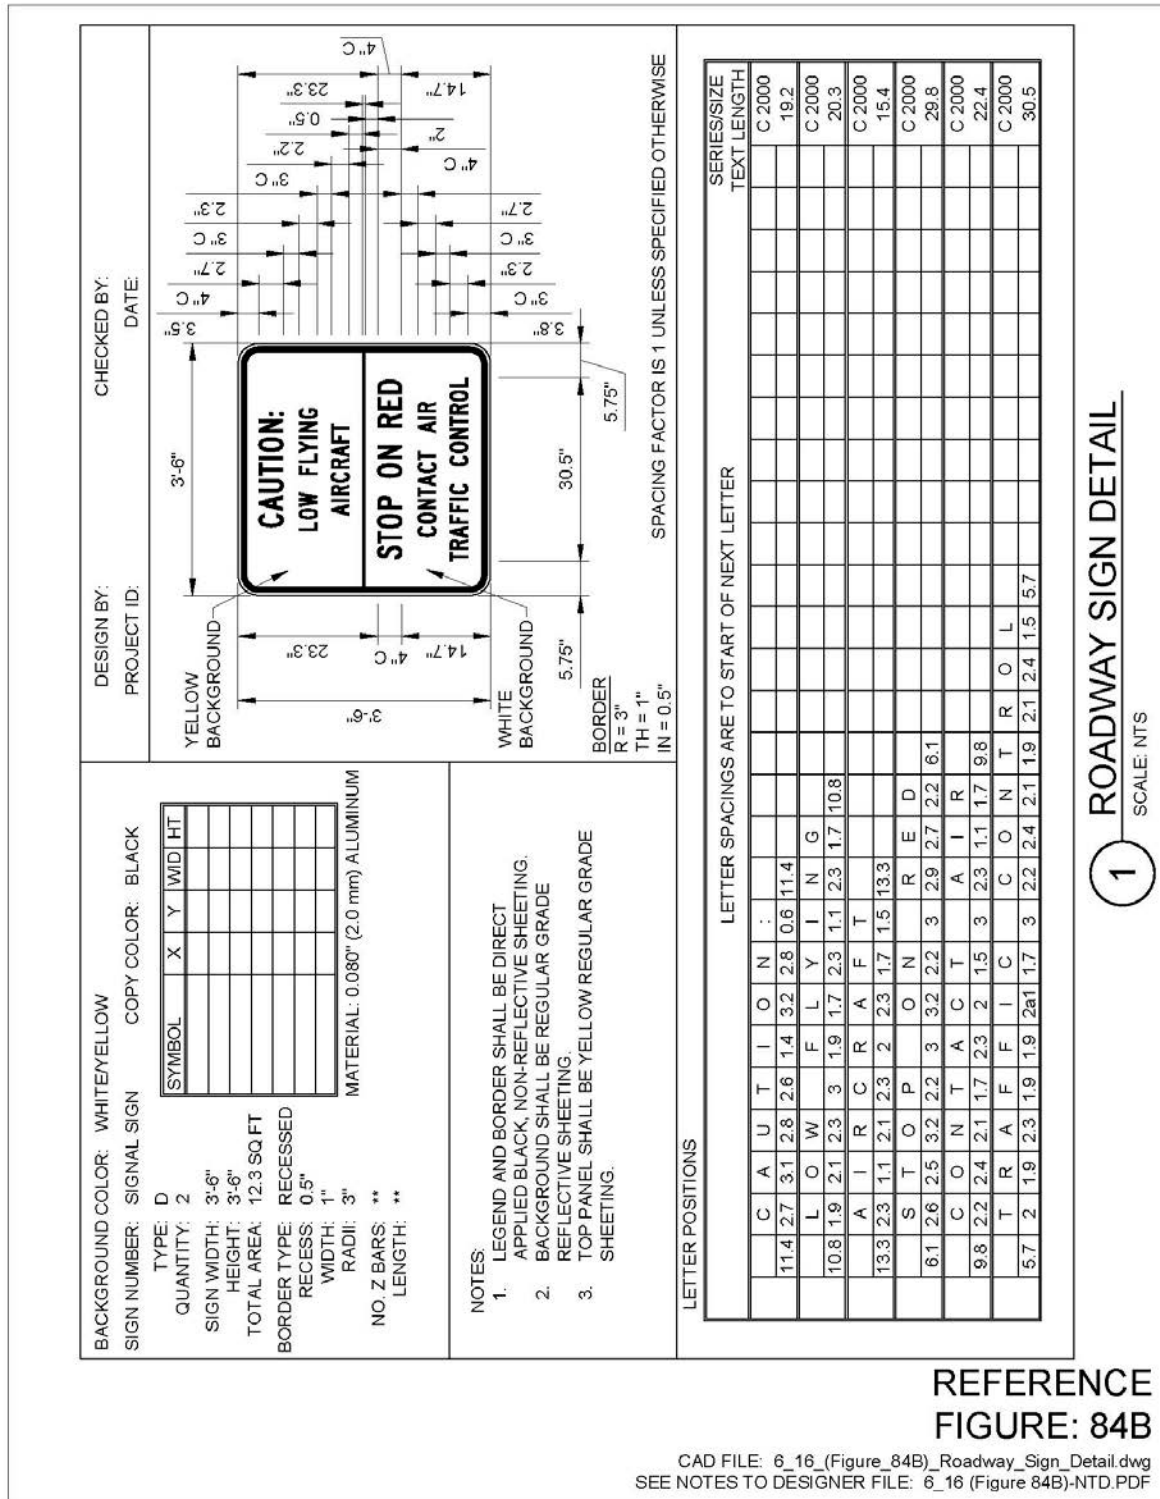 BACKGROUND COLOR: WHITE/YELLOW
SIGN NUMBER: SIGNAL SIGN COPY COLOR: BLACK
TYPE: D
QUANTITY: 2
SIGN WIDTH: 3'-6"
HEIGHT: 3'-6"
TOTAL AREA: 12.3 SQ FT
BORDER TYPE: RECESSED
RECESS: 0.5"
WIDTH: 1"
RADII: 3"
NO. Z BARS: **
LENGTH: **
SYMBOL X Y WID HT
MATERIAL: 0.080" (2.0 mm) ALUMINUM
NOTES:
1. LEGEND AND BORDER SHALL BE DIRECT
APPLIED BLACK, NON-REFLECTIVE SHEETING.
2. BACKGROUND SHALL BE REGULAR GRADE
REFLECTIVE SHEETING.
3. TOP PANEL SHALL BE YELLOW REGULAR GRADE
SHEETING.
DESIGN BY: CHECKED BY:
PROJECT ID: DATE:
YELLOW
BACKGROUND
3'-6"
3'-6"
23.3"
4" C
14.7"
CAUTION:
LOW FLYING
AIRCRAFT
STOP ON RED
CONTACT AIR
TRAFFIC CONTROL
3.5"
4" C
2.7"
3" C
2.3"
3" C
2.2"
0.5"
23.3"
4" C
14.7"
2"
4" C
2.7"
3" C
2.3"
3" C
3.8"
WHITE
BACKGROUND
5.75" 30.5" 5.75"
BORDER
R = 3"
TH = 1"
IN = 0.5"
SPACING FACTOR IS 1 UNLESS SPECIFIED OTHERWISE
LETTER POSITIONS
LETTER SPACINGS ARE TO START OF NEXT LETTER
SERIES/SIZE
TEXT LENGTH
C A U T I O N : C 2000
11.4 2.7 3.1 2.8 2.6 1.4 3.2 2.8 0.6 11.4 19.2
L O W F L Y I N G C 2000
10.8 1.9 2.1 2.3 3 1.9 1.7 2.3 1.1 2.3 1.7 10.8 20.3
A I R C R A F T C 2000
13.3 2.3 1.1 2.1 2.3 2 2.3 1.7 1.5 13.3 15.4
S T O P O N R E D C 2000
6.1 2.6 2.5 3.2 2.2 3 3.2 2.2 3 2.9 2.7 2.2 6.1 29.8
C O N T A C T A I R C 2000
9.8 2.2 2.4 2.1 1.7 2.3 2 1.5 3 2.3 1.1 1.7 9.8 22.4
T R A F F I C C O N T R O L C 2000
5.7 2 1.9 2.3 1.9 1.9 2a1 1.7 3 2.2 2.4 2.1 1.9 2.1 2.4 1.5 5.7 30.5
1 ROADWAY SIGN DETAIL
SCALE: NTS
REFERENCE
FIGURE: 84B
CAD FILE: 6_16_(Figure_84B)_Roadway_Sign_Detail.dwg
SEE NOTES TO DESIGNER FILE: 6_16 (Figure 84B)-NTD.PDF